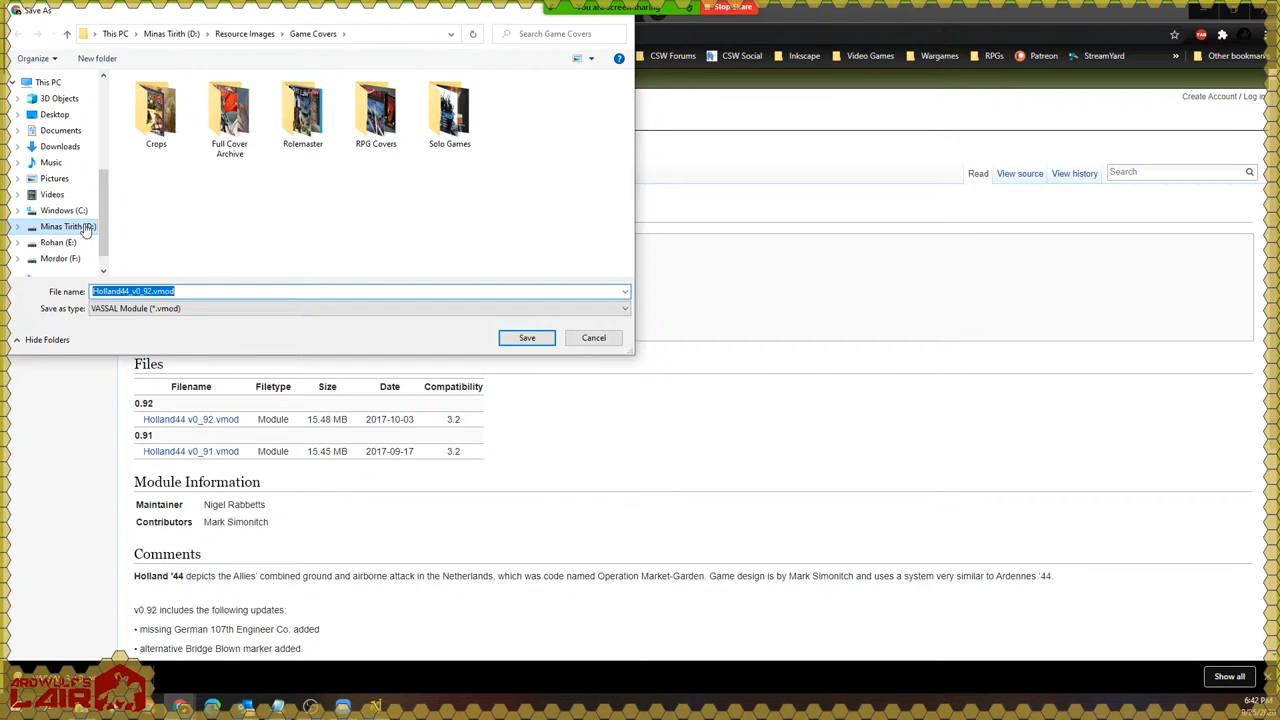 Save As
You are screen sharing
Stop Share
This PC
Minas Tirith (D:)
Resource Images
Game Covers
Search Game Covers
CSW Forums
CSW Social
Inkscape
Video Games
Wargames
RPGs
Patreon
StreamYard
»
Other bookmarks
Organize
New folder
Create Account / Log in
This PC
3D Objects
Desktop
Documents
Downloads
Music
Pictures
Videos
Windows (C:)
Minas Tirith (D:)
Rohan (E:)
Mordor (F:)
Crops
Full Cover
Archive
Rolemaster
RPG Covers
Solo Games
Read
View source
View history
Search
File name:
Holland44_v0_92.vmod
Save as type:
VASSAL Module (*.vmod)
Hide Folders
Save
Cancel
Files
Filename Filetype Size Date Compatibility
0.92
Holland44 v0_92.vmod Module 15.48 MB 2017-10-03 3.2
0.91
Holland44 v0_91.vmod Module 15.45 MB 2017-09-17 3.2
Module Information
Maintainer Nigel Rabbetts
Contributors Mark Simonitch
Comments
Holland '44 depicts the Allies' combined ground and airborne attack in the Netherlands, which was code named Operation Market-Garden. Game design is by Mark Simonitch and uses a system very similar to Ardennes '44.
v0.92 includes the following updates:
• missing German 107th Engineer Co. added
• alternative Bridge Blown marker added.
Show all
ARDWULF'S
LAIR
6:42 PM